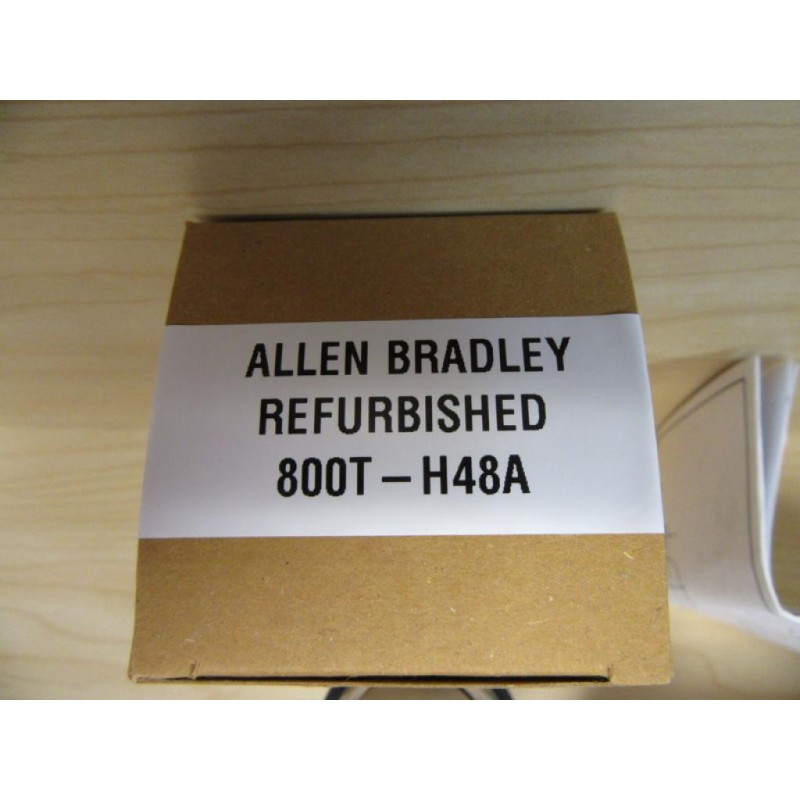 ALLEN BRADLEY
REFURBISHED
800T – H48A